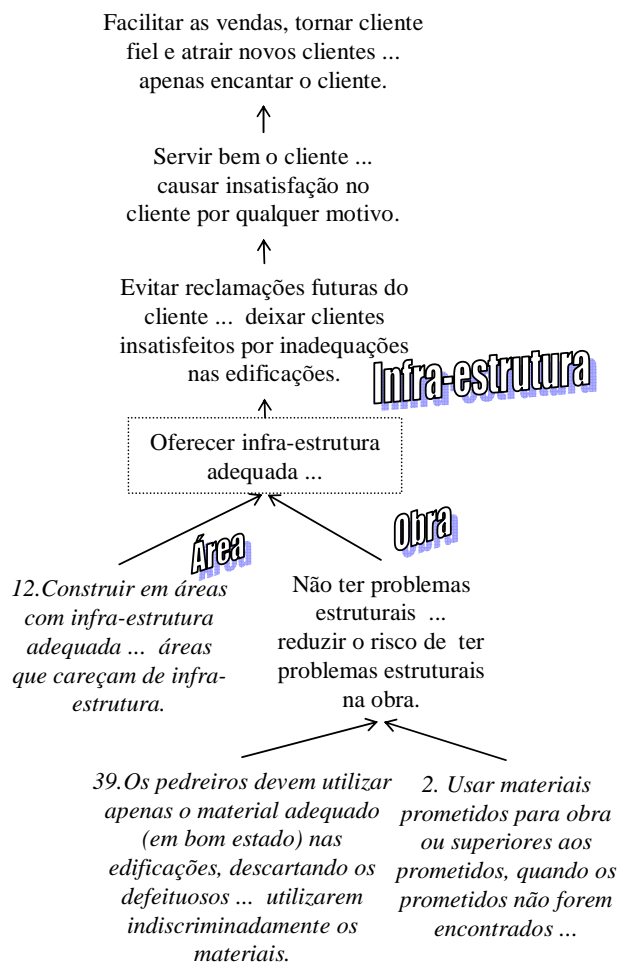 Facilitar as vendas, tornar cliente
fiel e atrair novos clientes ...
apenas encantar o cliente.
Servir bem o cliente ...
causar insatisfação no
cliente por qualquer motivo.
Evitar reclamações futuras do
cliente ... deixar clientes
insatisfeitos por inadequações
nas edificações.
Infra-estrutura
Oferecer infra-estrutura
adequada ...
Área
Obra
12.Construir em áreas
com infra-estrutura
adequada ... áreas
que careçam de infra-
estrutura.
Não ter problemas
estruturais ...
reduzir o risco de ter
problemas estruturais
na obra.
39.Os pedreiros devem utilizar
apenas o material adequado
(em bom estado) nas
edificações, descartando os
defeituosos ... utilizarem
indiscriminadamente os
materiais.
2. Usar materiais
prometidos para obra
ou superiores aos
prometidos, quando os
prometidos não forem
encontrados ...